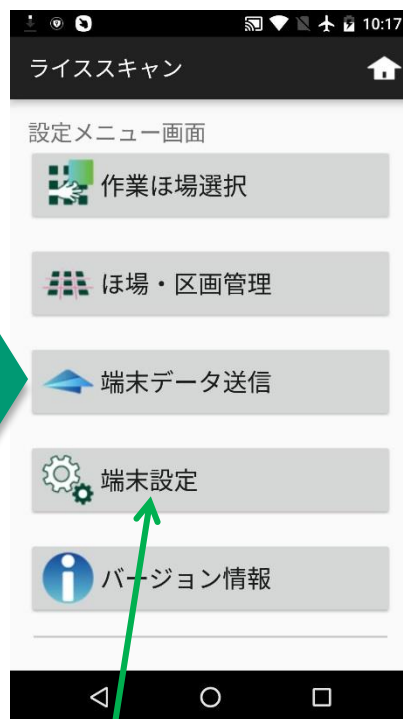 10:17
ライススキャン
設定メニュー画面
作業ほ場選択
ほ場・区画管理
端末データ送信
端末設定
バージョン情報